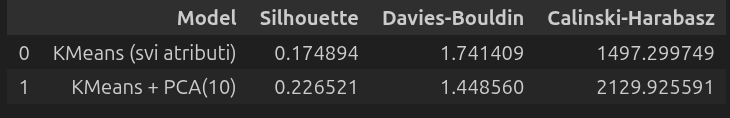 Model Silhouette Davies-Bouldin Calinski-Harabasz
0 KMeans (svi atributi) 0.174894 1.741409 1497.299749
1 KMeans + PCA(10) 0.226521 1.448560 2129.925591